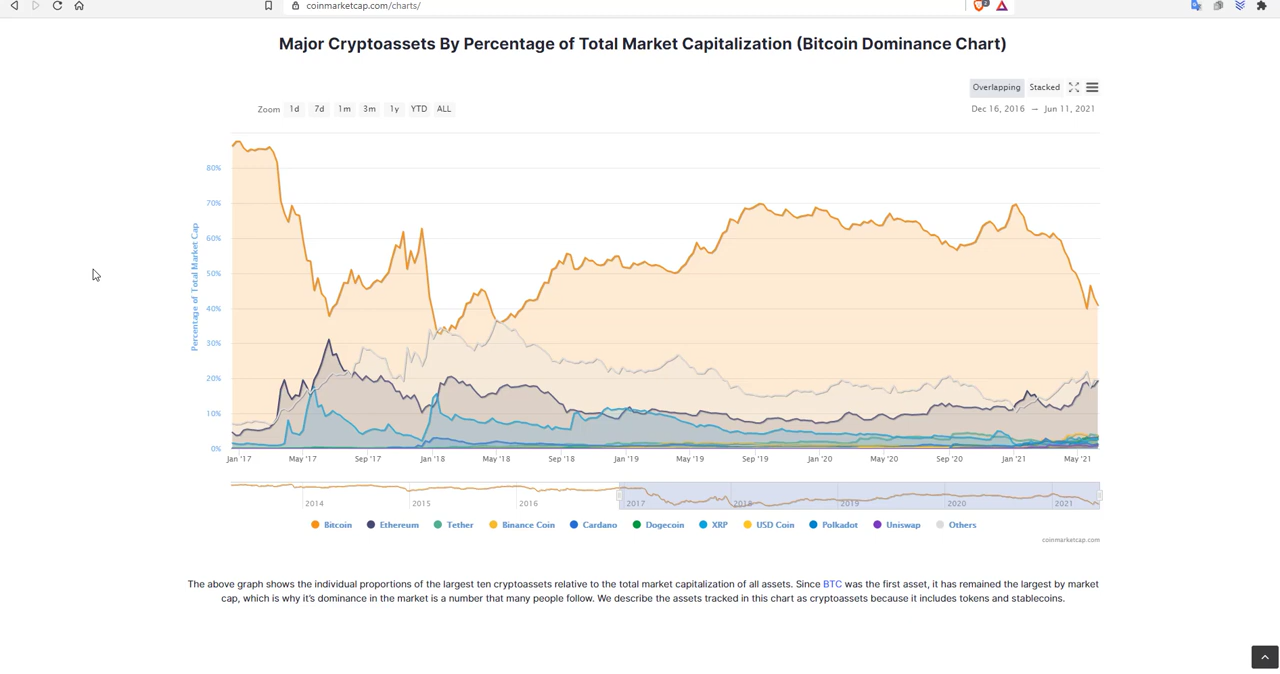 coinmarketcap.com/charts/
Major Cryptoassets By Percentage of Total Market Capitalization (Bitcoin Dominance Chart)
Overlapping Stacked
Zoom 1d 7d 1m 3m 1y YTD ALL
Dec 16, 2016 → Jun 11, 2021
Percentage of Total Market Cap
80%
70%
60%
50%
40%
30%
20%
10%
0%
Jan '17 May '17 Sep '17 Jan '18 May '18 Sep '18 Jan '19 May '19 Sep '19 Jan '20 May '20 Sep '20 Jan '21 May '21
2014 2015 2016 2017 2018 2019 2020 2021
Bitcoin Ethereum Tether Binance Coin Cardano Dogecoin XRP USD Coin Polkadot Uniswap Others
coinmarketcap.com
The above graph shows the individual proportions of the largest ten cryptoassets relative to the total market capitalization of all assets. Since BTC was the first asset, it has remained the largest by market
cap, which is why it's dominance in the market is a number that many people follow. We describe the assets tracked in this chart as cryptoassets because it includes tokens and stablecoins.